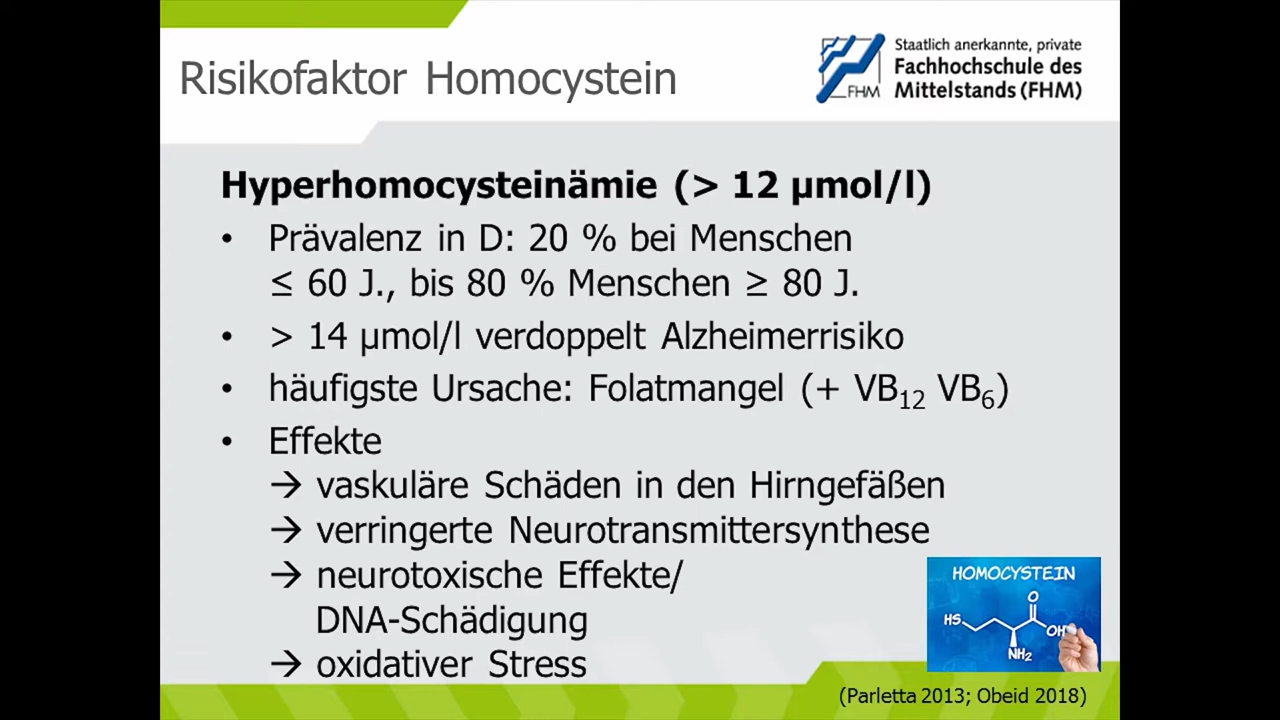 Risikofaktor Homocystein
Staatlich anerkannte, private
Fachhochschule des
Mittelstands (FHM)
FHM
Hyperhomocysteinämie (> 12 µmol/l)
• Prävalenz in D: 20 % bei Menschen
≤ 60 J., bis 80 % Menschen ≥ 80 J.
• > 14 µmol/l verdoppelt Alzheimerrisiko
• häufigste Ursache: Folatmangel (+ VB₁₂ VB₆)
• Effekte
→ vaskuläre Schäden in den Hirngefäßen
→ verringerte Neurotransmittersynthese
→ neurotoxische Effekte/
DNA-Schädigung
→ oxidativer Stress
HOMOCYSTEIN
O
HS
OH
NH₂
(Parletta 2013; Obeid 2018)